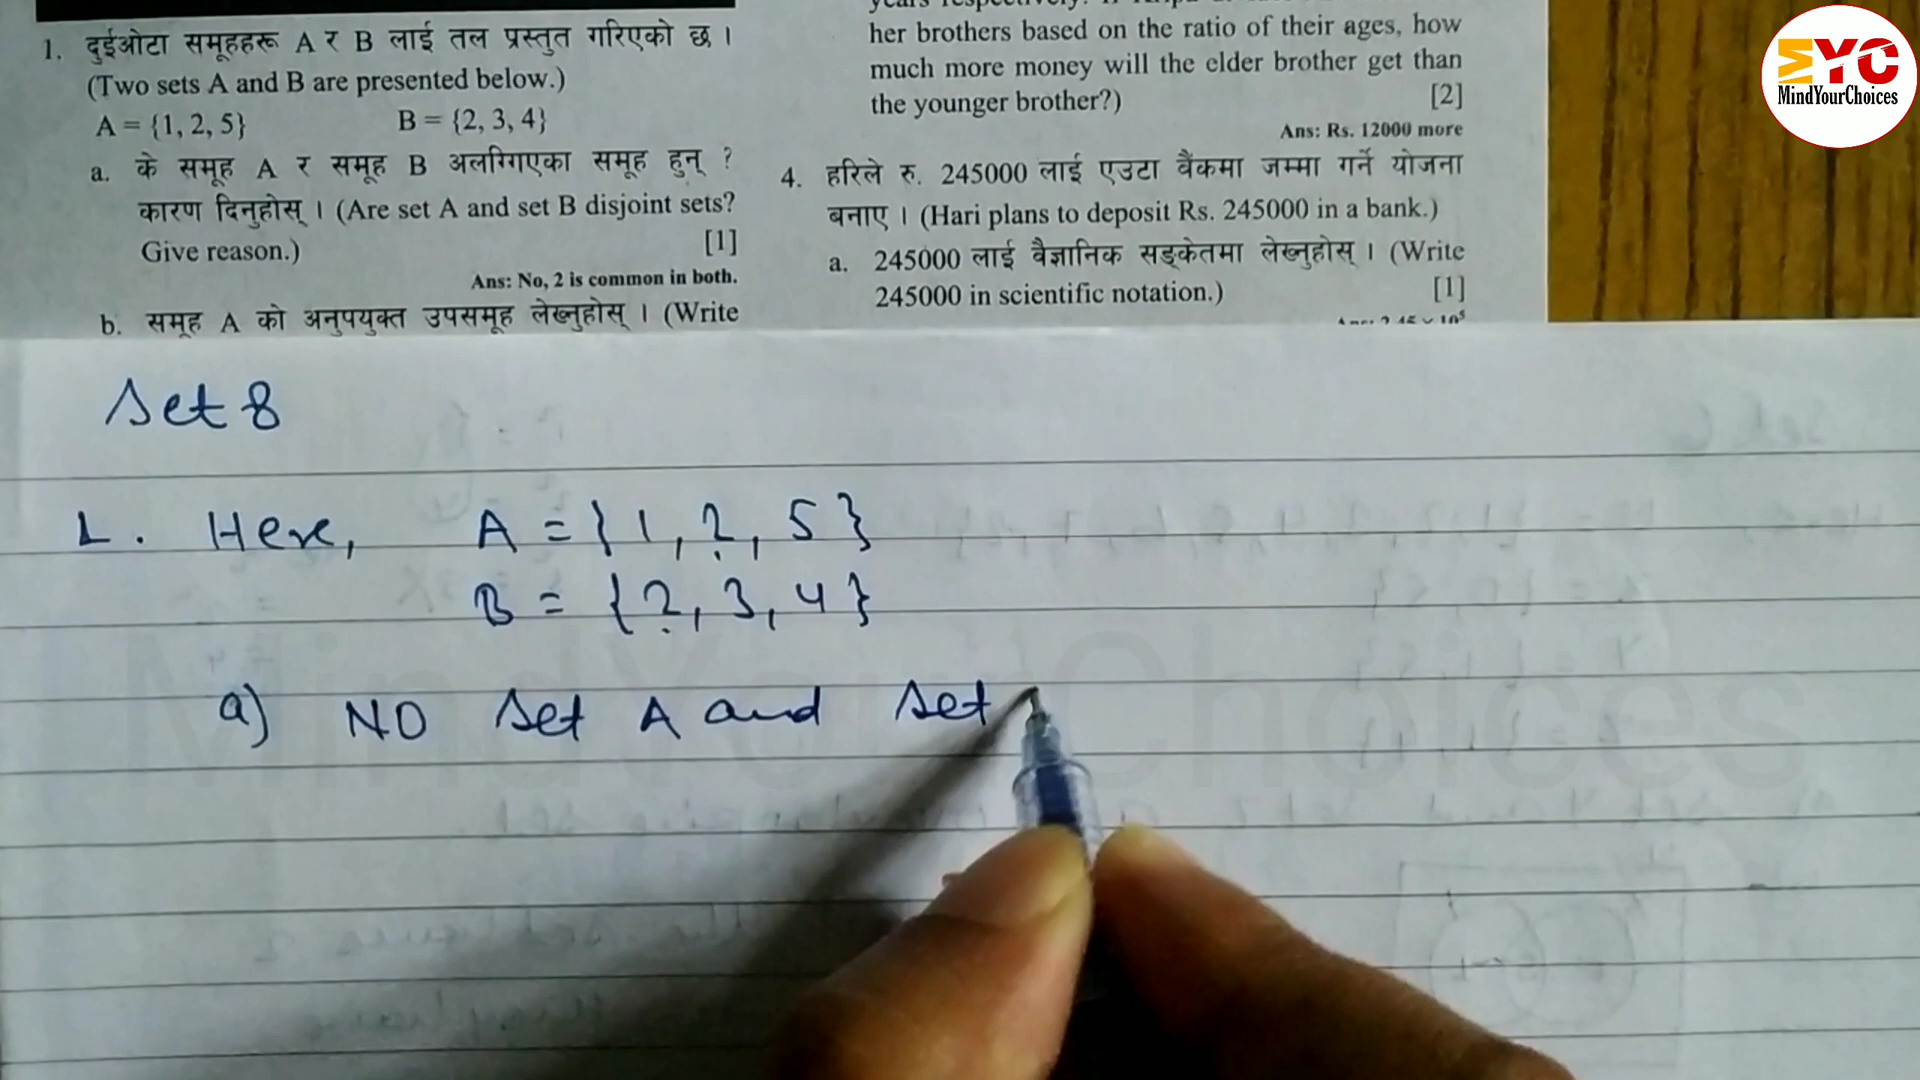 1. दुईओटा समूहहरू A र B लाई तल प्रस्तुत गरिएको छ ।
(Two sets A and B are presented below.)
A = {1, 2, 5} B = {2, 3, 4}
a. के समूह A र समूह B अलग्गिएका समूह हुन् ?
कारण दिनुहोस् । (Are set A and set B disjoint sets?
Give reason.) [1]
Ans: No, 2 is common in both.
b. समूह A को अनुपयुक्त उपसमूह लेख्नुहोस् । (Write
her brothers based on the ratio of their ages, how
much more money will the elder brother get than
the younger brother?) [2]
Ans: Rs. 12000 more
4. हरिले रु. 245000 लाई एउटा बैंकमा जम्मा गर्ने योजना
बनाए । (Hari plans to deposit Rs. 245000 in a bank.)
a. 245000 लाई वैज्ञानिक सङ्केतमा लेख्नुहोस् । (Write
245000 in scientific notation.) [1]
MYC
MindYourChoices
Set 8
1. Here, A = {1, 2, 5}
B = {2, 3, 4}
a) NO Set A and Set
MindYourChoices